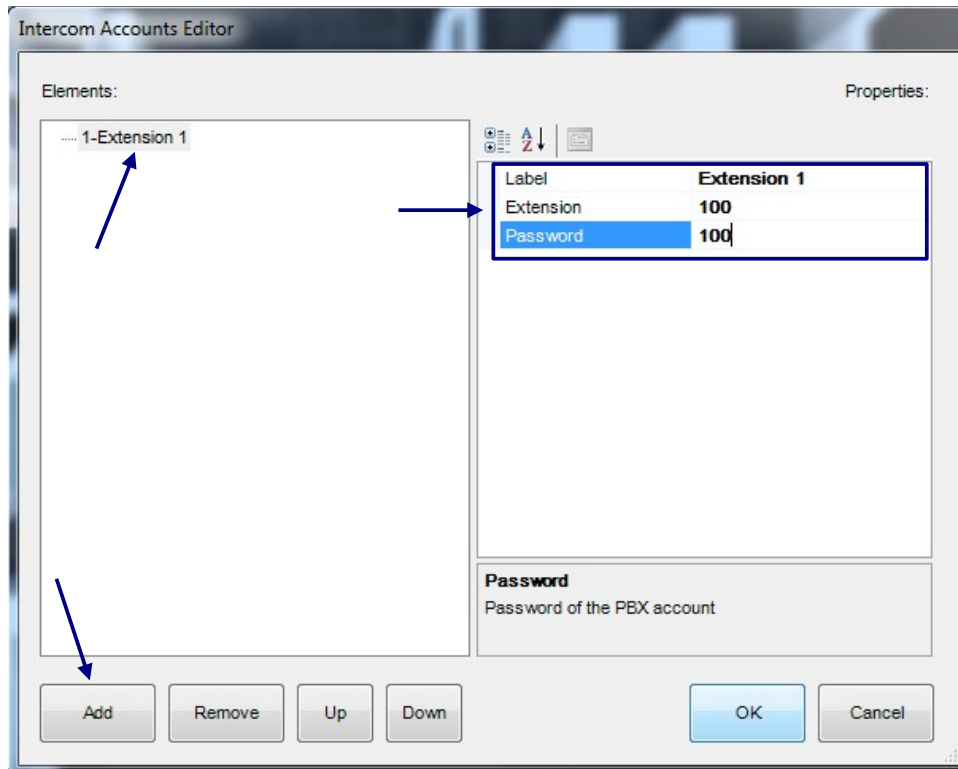 Intercom Accounts Editor
Elements: Properties:
1-Extension 1
A
Z
Label Extension 1
Extension 100
Password 100
Password
Password of the PBX account
Add Remove Up Down OK Cancel